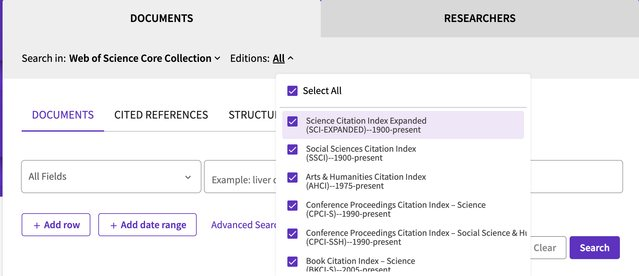 DOCUMENTS
RESEARCHERS
Search in: Web of Science Core Collection
Editions: All
Select All
DOCUMENTS
CITED REFERENCES
Science Citation Index Expanded
(SCI-EXPANDED)--1900-present
Social Sciences Citation Index
(SSCI)--1900-present
Arts & Humanities Citation Index
(AHCI)--1975-present
Conference Proceedings Citation Index – Science
(CPCI-S)--1990-present
Conference Proceedings Citation Index – Social Science &
(CPCI-SSH)--1990-present
Book Citation Index – Science
(BKCI-S)--2005-present
All Fields
Example: liver
+ Add row
+ Add date range
Advanced
Clear
Search